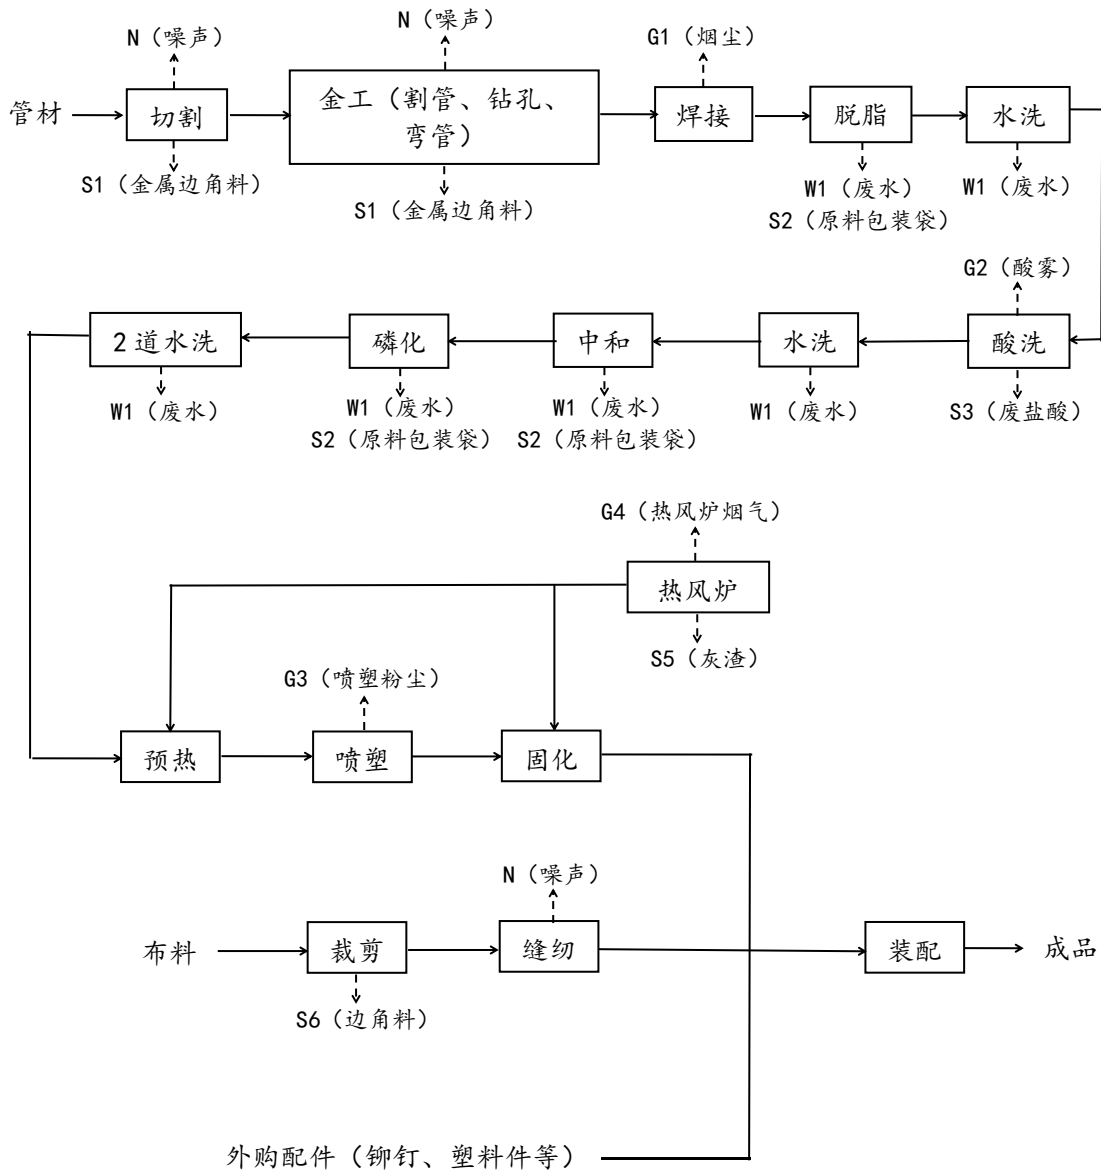 N（噪声）
N（噪声）
G1（烟尘）
管材
切割
金工（割管、钻孔、
弯管）
焊接
脱脂
水洗
S1（金属边角料）
S1（金属边角料）
W1（废水）
S2（原料包装袋）
W1（废水）
G2（酸雾）
2道水洗
磷化
中和
水洗
酸洗
W1（废水）
W1（废水）
S2（原料包装袋）
W1（废水）
S2（原料包装袋）
W1（废水）
S3（废盐酸）
G4（热风炉烟气）
热风炉
S5（灰渣）
G3（喷塑粉尘）
预热
喷塑
固化
N（噪声）
布料
裁剪
缝纫
装配
成品
S6（边角料）
外购配件（铆钉、塑料件等）